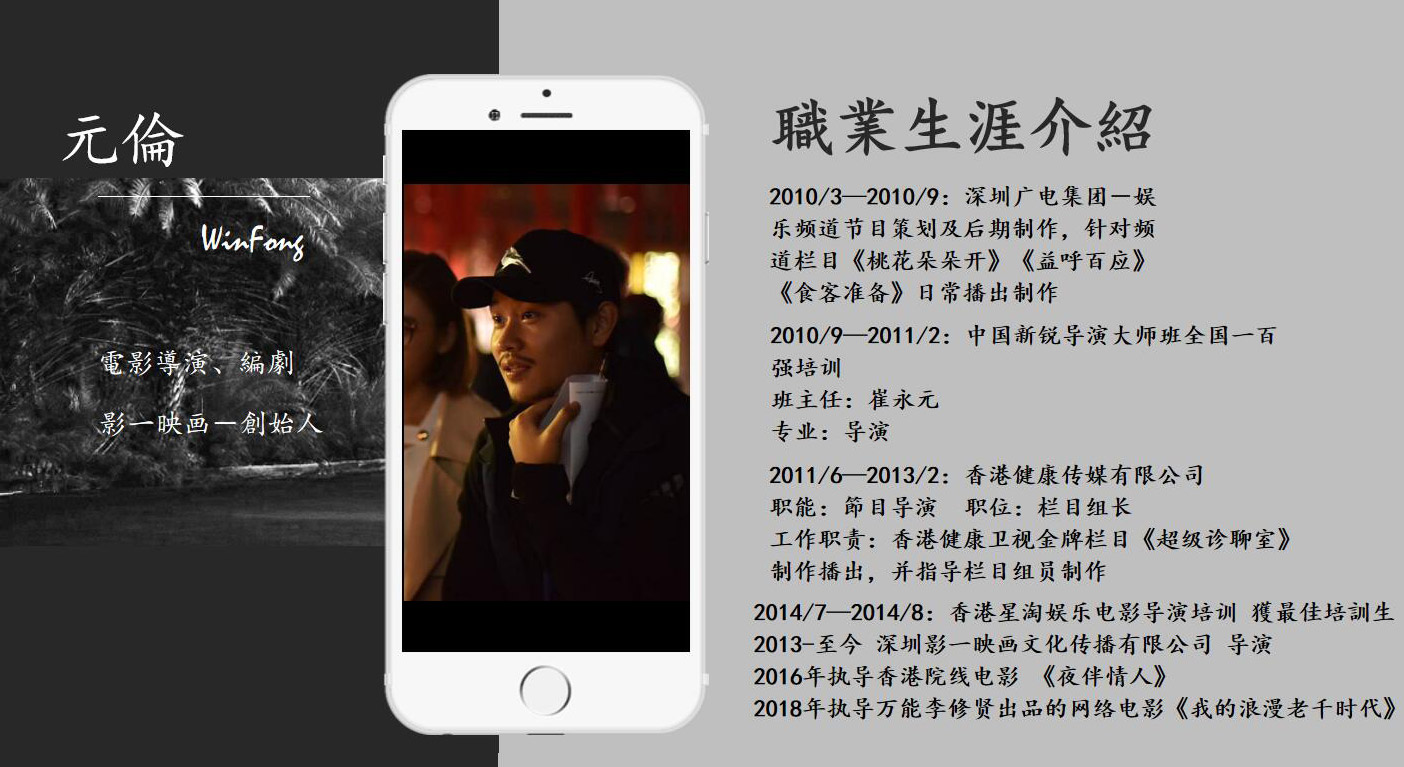 元倫
WinFong
電影導演、編劇
影一映画－創始人
職業生涯介紹
2010/3—2010/9：深圳广电集团－娱
乐频道节目策划及后期制作，针对频
道栏目《桃花朵朵开》《益呼百应》
《食客准备》日常播出制作
2010/9—2011/2：中国新锐导演大师班全国一百
强培训
班主任：崔永元
专业：导演
2011/6—2013/2：香港健康传媒有限公司
职能：節目导演 职位：栏目组长
工作职责：香港健康卫视金牌栏目《超级诊聊室》
制作播出，并指导栏目组员制作
2014/7—2014/8：香港星淘娱乐电影导演培训 獲最佳培訓生
2013-至今 深圳影一映画文化传播有限公司 导演
2016年执导香港院线电影 《夜伴情人》
2018年执导万能李修贤出品的网络电影《我的浪漫老千时代》